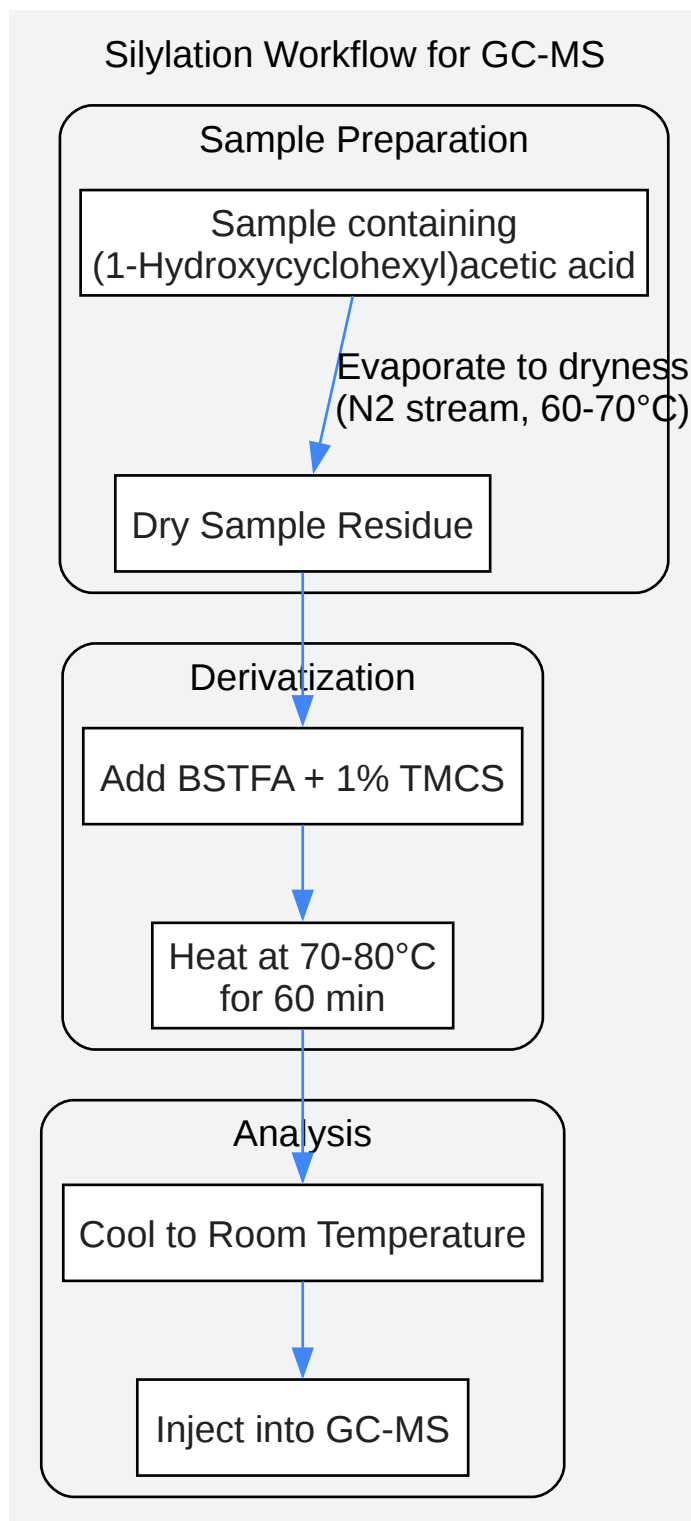 Silylation Workflow for GC-MS
Sample Preparation
Sample containing
(1-Hydroxycyclohexyl)acetic acid
Evaporate to dryness
(N2 stream, 60-70°C)
Dry Sample Residue
Derivatization
Add BSTFA + 1% TMCS
Heat at 70-80°C
for 60 min
Analysis
Cool to Room Temperature
Inject into GC-MS